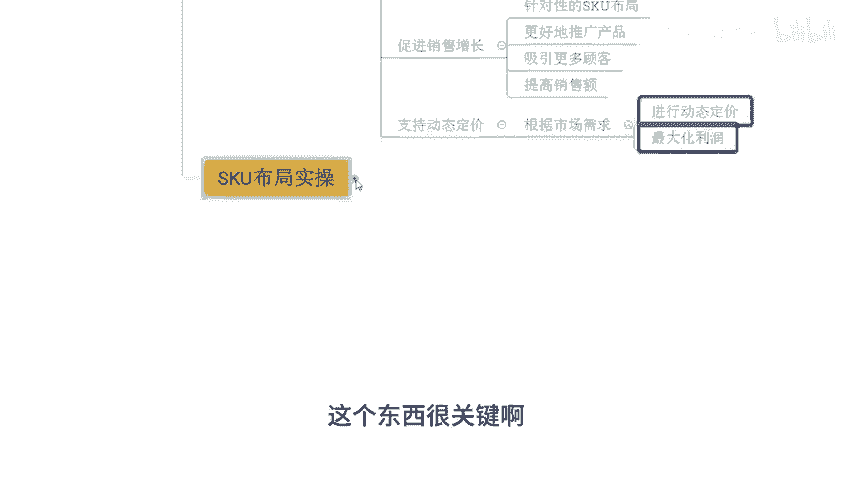 针对性的SKU布局
促进销售增长
更好地推广产品
吸引更多顾客
提高销售额
进行动态定价
支持动态定价
根据市场需求
最大化利润
SKU布局实操
这个东西很关键啊